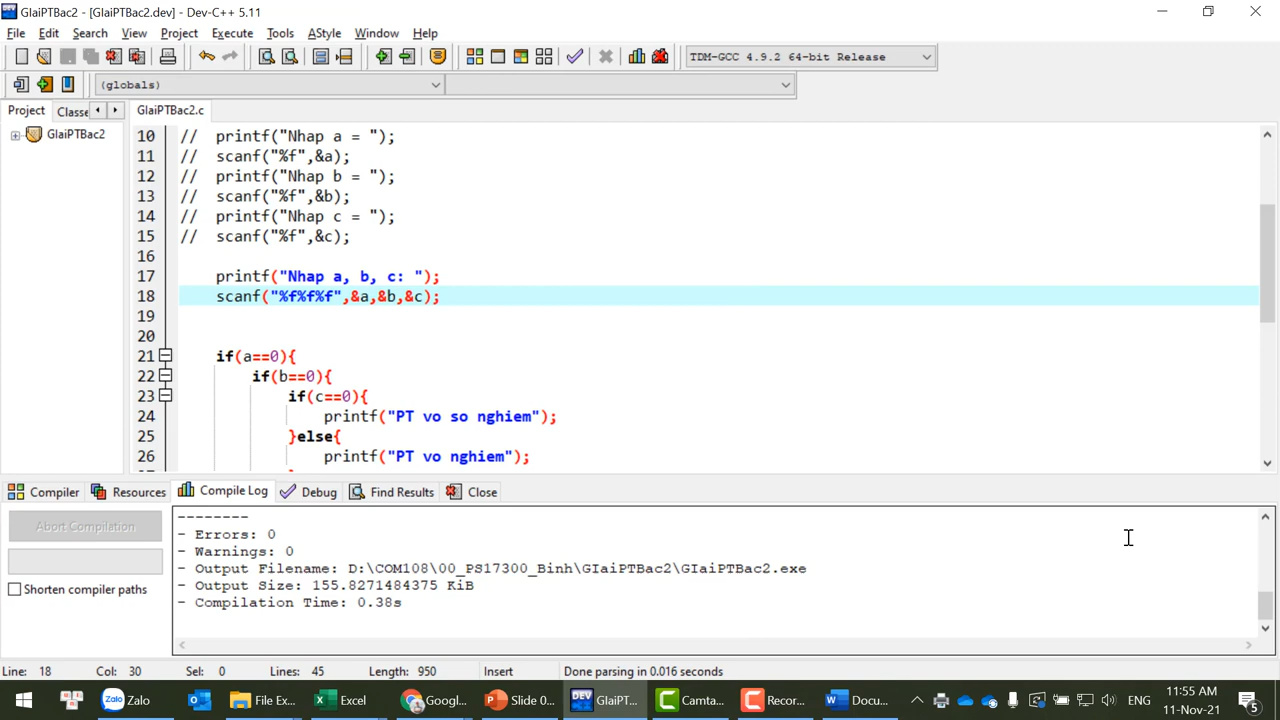 GIaiPTBac2 - [GIaiPTBac2.dev] - Dev-C++ 5.11
File Edit Search View Project Execute Tools AStyle Window Help
TDM-GCC 4.9.2 64-bit Release
(globals)
Project Classe GIaiPTBac2.c
GIaiPTBac2
10 // printf("Nhap a = ");
11 // scanf("%f",&a);
12 // printf("Nhap b = ");
13 // scanf("%f",&b);
14 // printf("Nhap c = ");
15 // scanf("%f",&c);
16
17 printf("Nhap a, b, c: ");
18 scanf("%f%f%f",&a,&b,&c);
19
20
21 if(a==0){
22 if(b==0){
23 if(c==0){
24 printf("PT vo so nghiem");
25 }else{
26 printf("PT vo nghiem");
Compiler Resources Compile Log Debug Find Results Close
Abort Compilation
Shorten compiler paths
--------
- Errors: 0
- Warnings: 0
- Output Filename: D:\COM108\00_PS17300_Binh\GIaiPTBac2\GIaiPTBac2.exe
- Output Size: 155.8271484375 KiB
- Compilation Time: 0.38s
Line: 18 Col: 30 Sel: 0 Lines: 45 Length: 950 Insert Done parsing in 0.016 seconds
Zalo File Ex... Excel Googl... Slide 0... DEV GIaiPT... Camta... Recor... Docu... ENG 11:55 AM
11-Nov-21 5